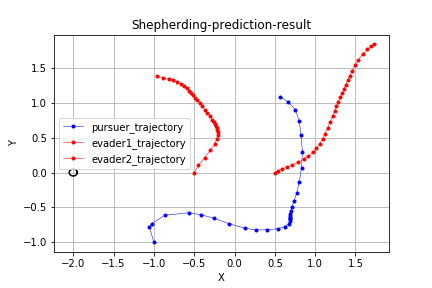 Shepherding-prediction-result
1.5
1.0
0.5
0.0
−0.5
−1.0
Y
pursuer_trajectory
evader1_trajectory
evader2_trajectory
−2.0 −1.5 −1.0 −0.5 0.0 0.5 1.0 1.5
X